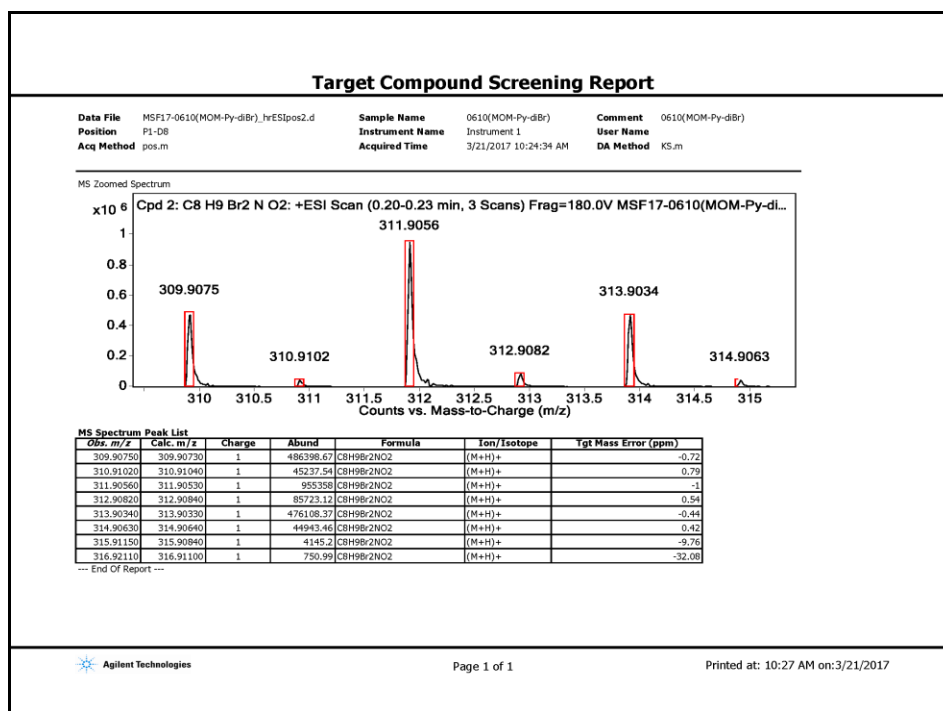 Target Compound Screening Report
Data File MSF17-0610(MOM-Py-diBr)_hrESIpos2.d Sample Name 0610(MOM-Py-diBr) Comment 0610(MOM-Py-diBr)
Position P1-D8 Instrument Name Instrument 1 User Name
Acq Method pos.m Acquired Time 3/21/2017 10:24:34 AM DA Method KS.m
MS Zoomed Spectrum
x10 6 Cpd 2: C8 H9 Br2 N O2: +ESI Scan (0.20-0.23 min, 3 Scans) Frag=180.0V MSF17-0610(MOM-Py-di...
311.9056
1
0.8
309.9075 313.9034
0.6
0.4
310.9102 312.9082 314.9063
0.2
0
310 310.5 311 311.5 312 312.5 313 313.5 314 314.5 315
Counts vs. Mass-to-Charge (m/z)
MS Spectrum Peak List
Obs. m/z Calc. m/z Charge Abund Formula Ion/Isotope Tgt Mass Error (ppm)
309.90750 309.90730 1 486398.67 C8H9Br2NO2 (M+H)+ -0.72
310.91020 310.91040 1 45237.54 C8H9Br2NO2 (M+H)+ 0.79
311.90560 311.90530 1 955358 C8H9Br2NO2 (M+H)+ -1
312.90820 312.90840 1 85723.12 C8H9Br2NO2 (M+H)+ 0.54
313.90340 313.90330 1 476108.37 C8H9Br2NO2 (M+H)+ -0.44
314.90630 314.90640 1 44943.46 C8H9Br2NO2 (M+H)+ 0.42
315.91150 315.90840 1 4145.2 C8H9Br2NO2 (M+H)+ -9.76
316.92110 316.91100 1 750.99 C8H9Br2NO2 (M+H)+ -32.08
--- End Of Report ---
Agilent Technologies Page 1 of 1 Printed at: 10:27 AM on:3/21/2017